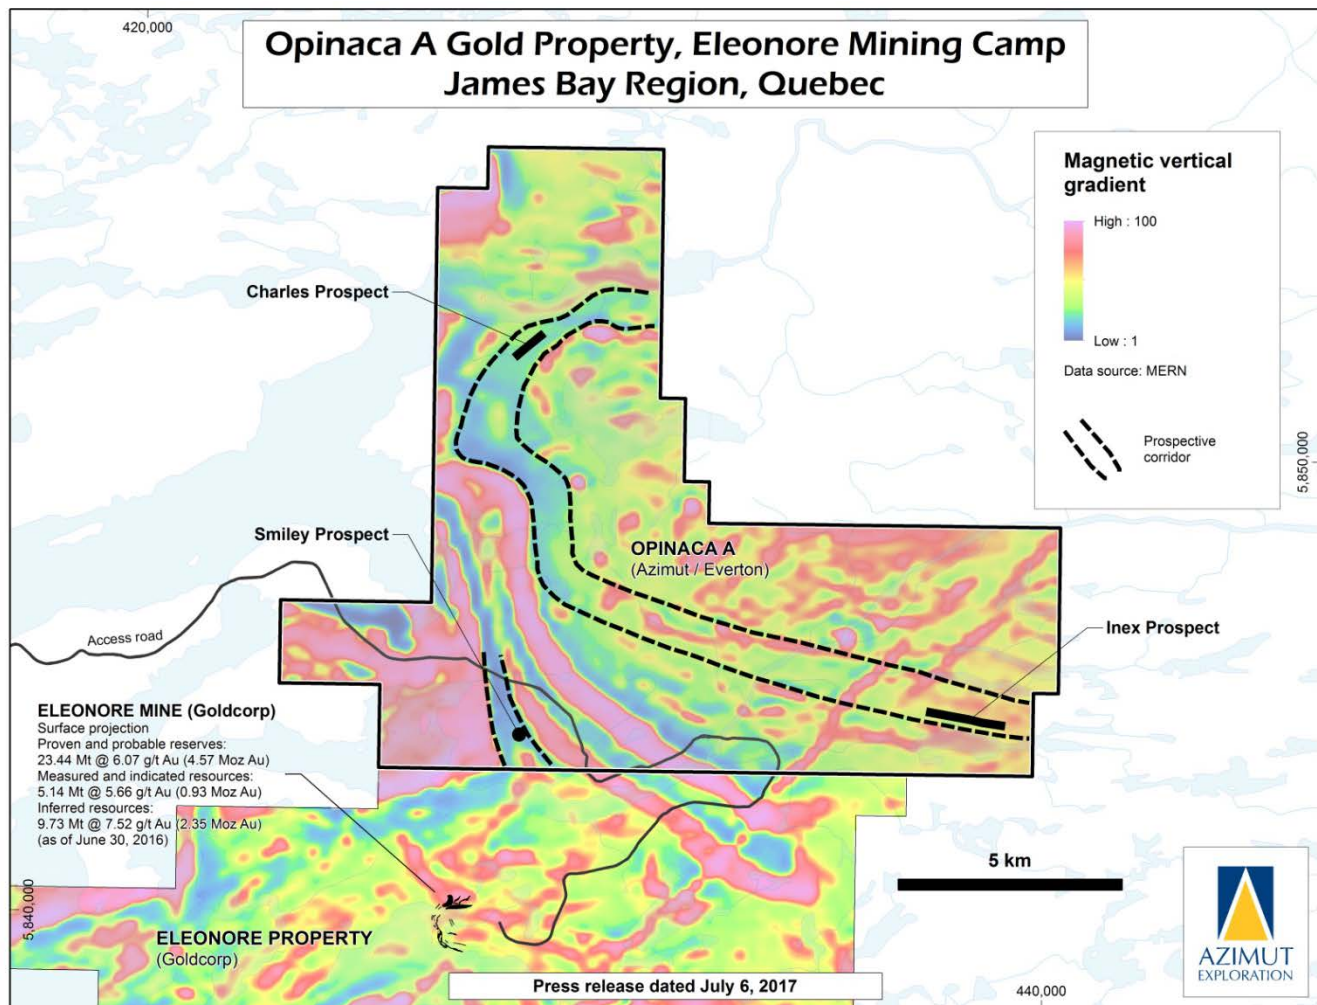 420,000
Opinaca A Gold Property, Eleonore Mining Camp
James Bay Region, Quebec
Magnetic vertical
gradient
High : 100
Low : 1
Data source: MERN
Prospective
corridor
5,850,000
Charles Prospect
Smiley Prospect
OPINACA A
(Azimut / Everton)
Inex Prospect
Access road
ELEONORE MINE (Goldcorp)
Surface projection
Proven and probable reserves:
23.44 Mt @ 6.07 g/t Au (4.57 Moz Au)
Measured and indicated resources:
5.14 Mt @ 5.66 g/t Au (0.93 Moz Au)
Inferred resources:
9.73 Mt @ 7.52 g/t Au (2.35 Moz Au)
(as of June 30, 2016)
5 km
5,840,000
ELEONORE PROPERTY
(Goldcorp)
AZIMUT
EXPLORATION
Press release dated July 6, 2017
440,000